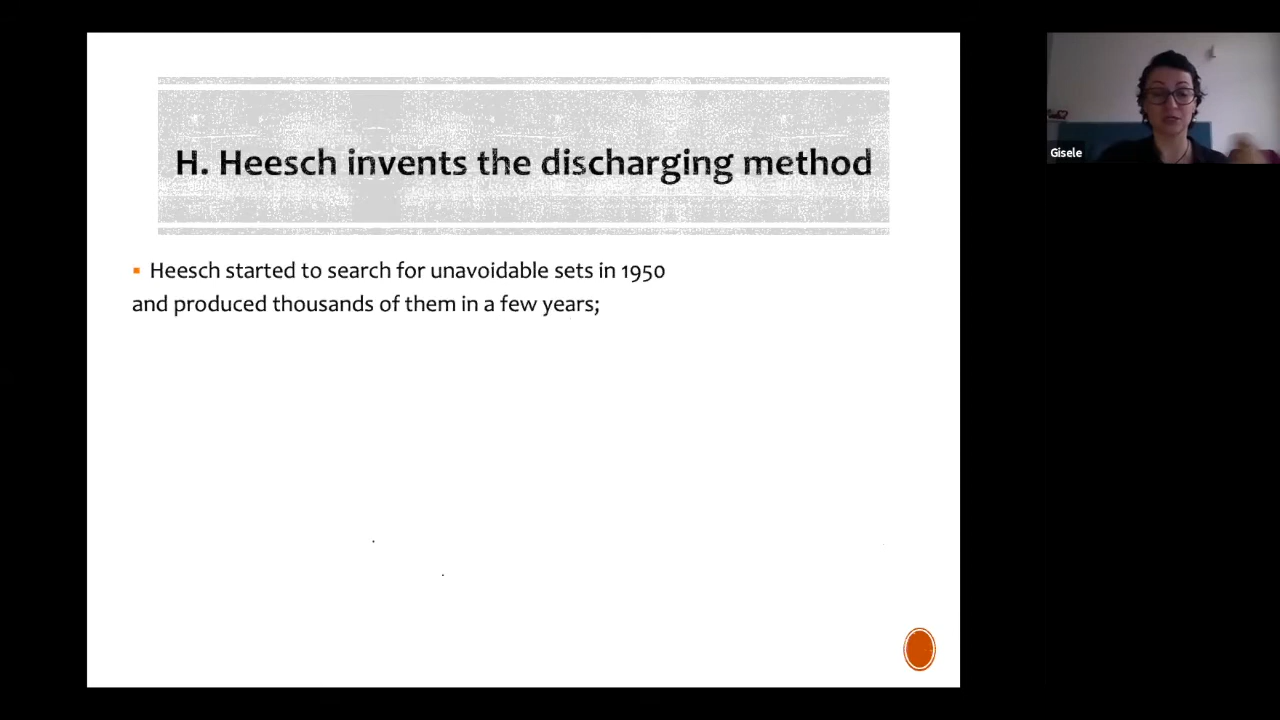 H. Heesch invents the discharging method
Heesch started to search for unavoidable sets in 1950
and produced thousands of them in a few years;
Gisele